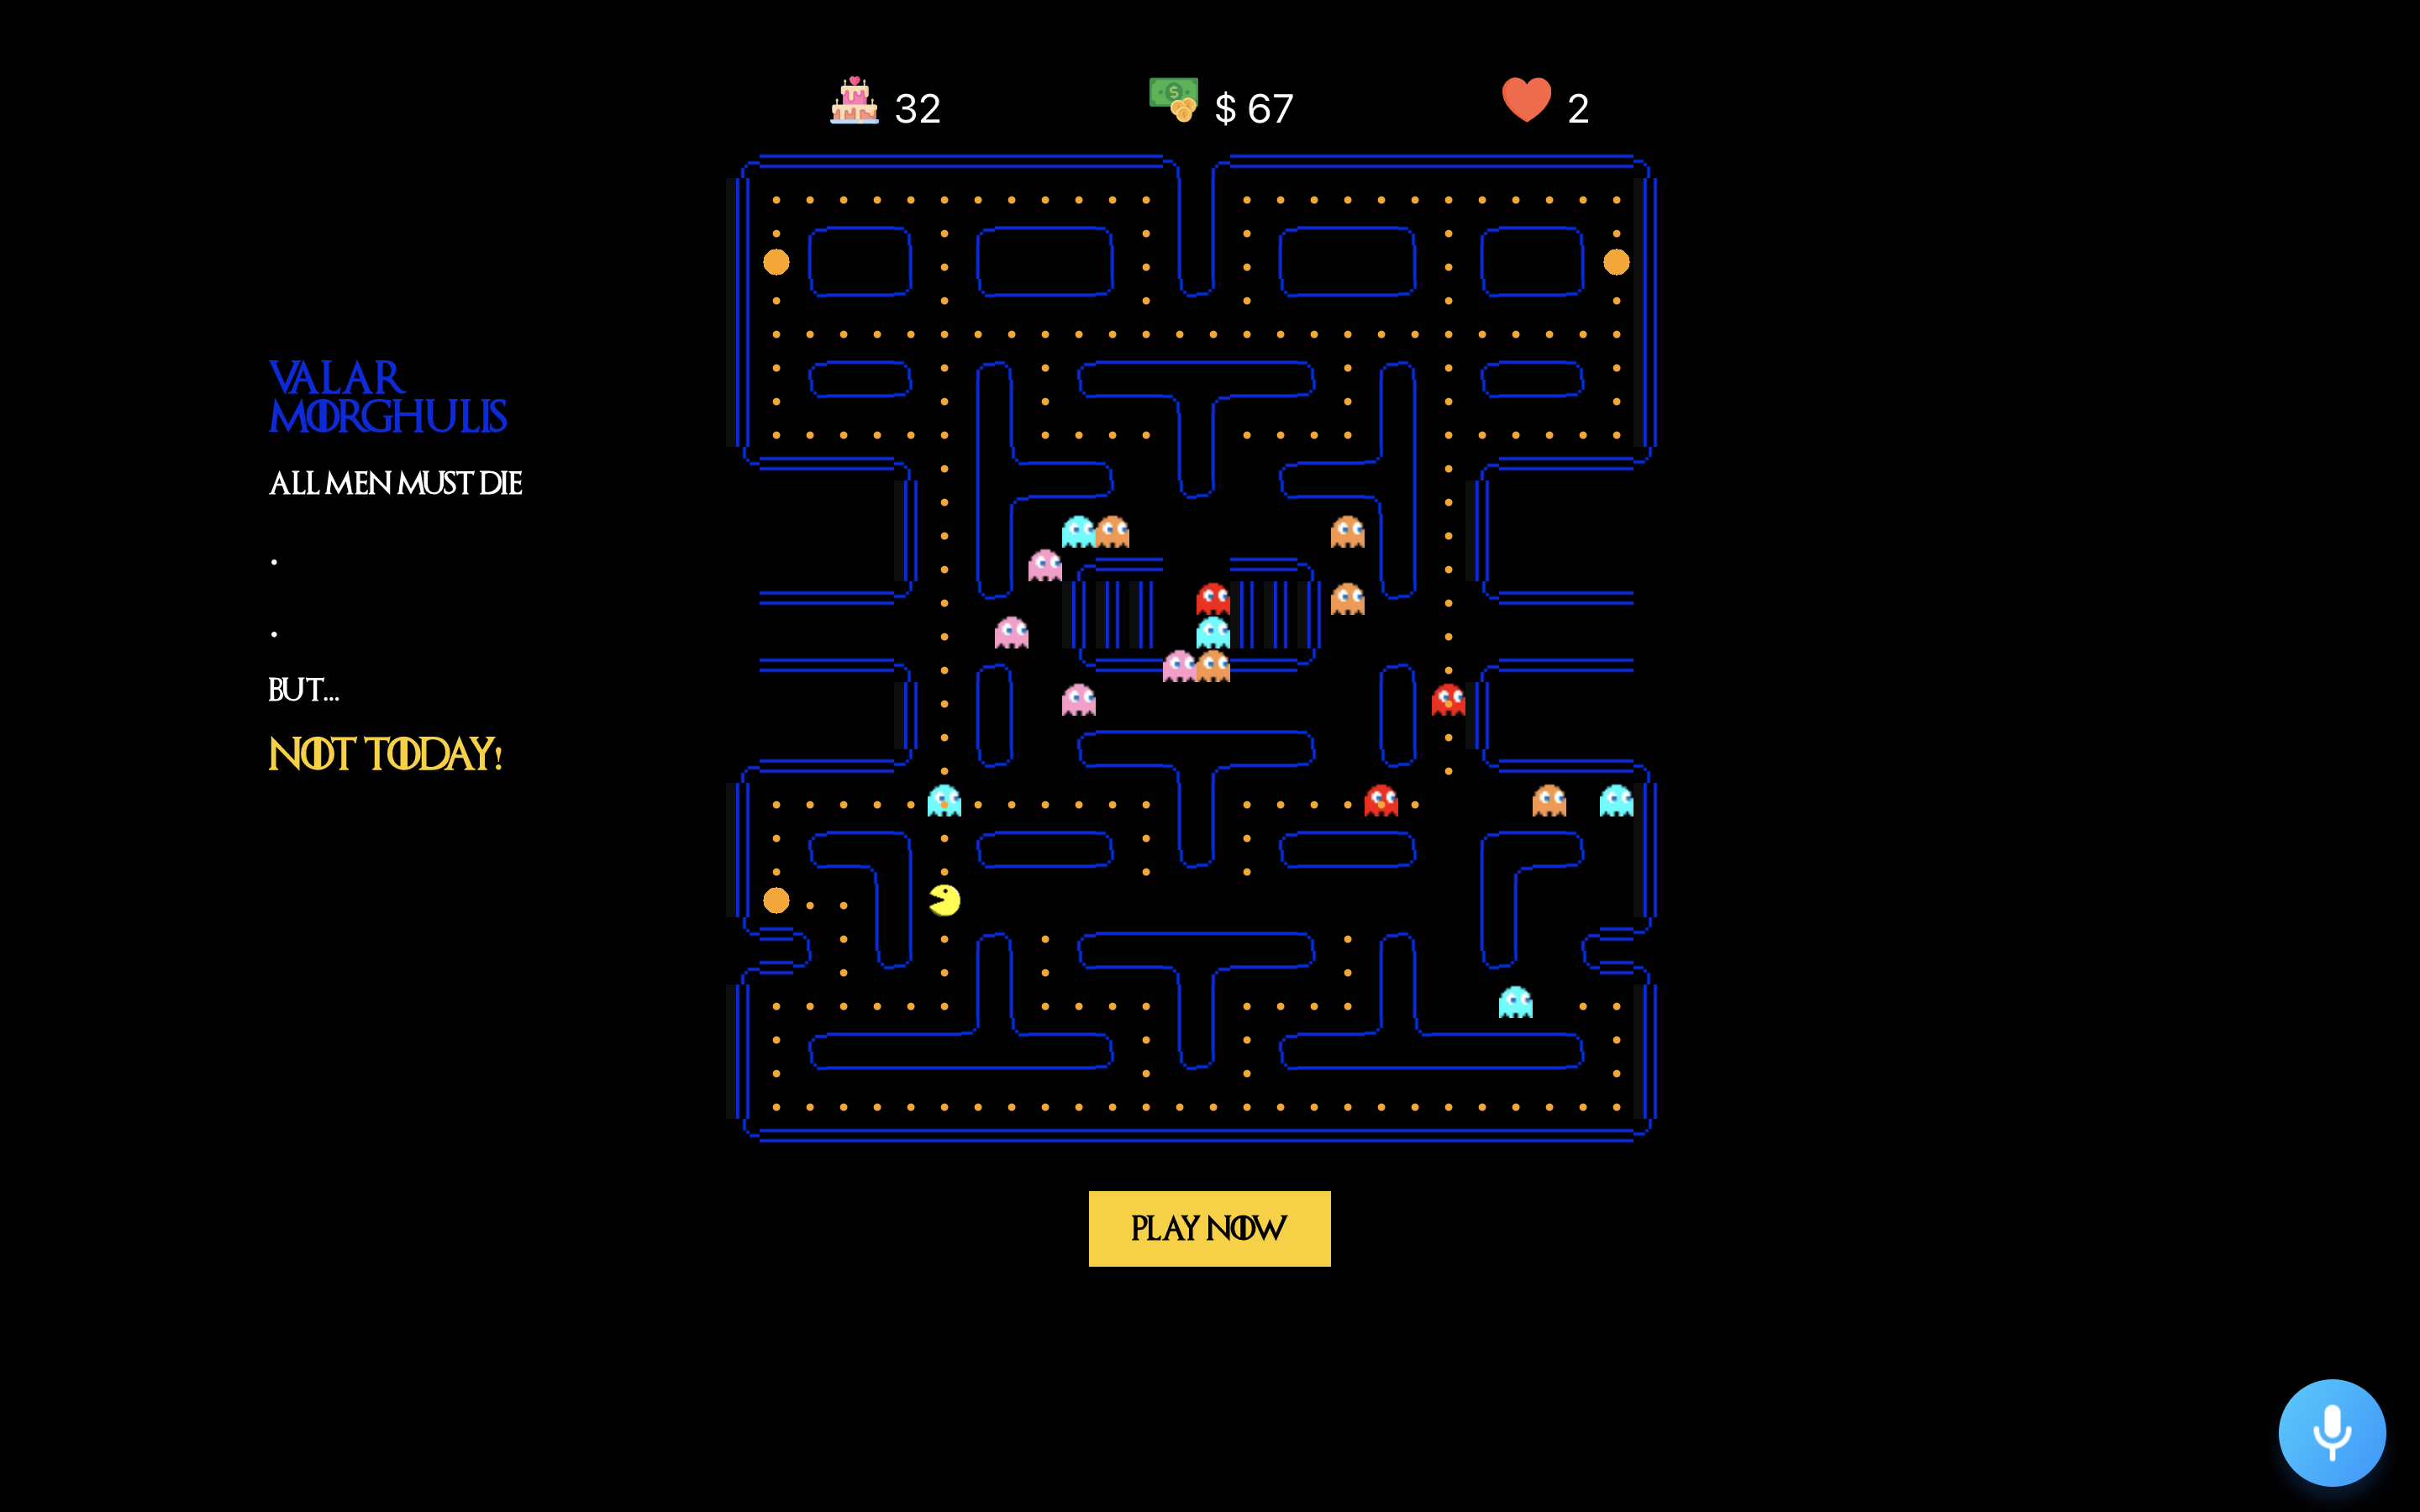 32
$ 67
2
VALAR
MORGHULIS
ALL MEN MUST DIE
.
.
BUT...
NOT TODAY!
PLAY NOW